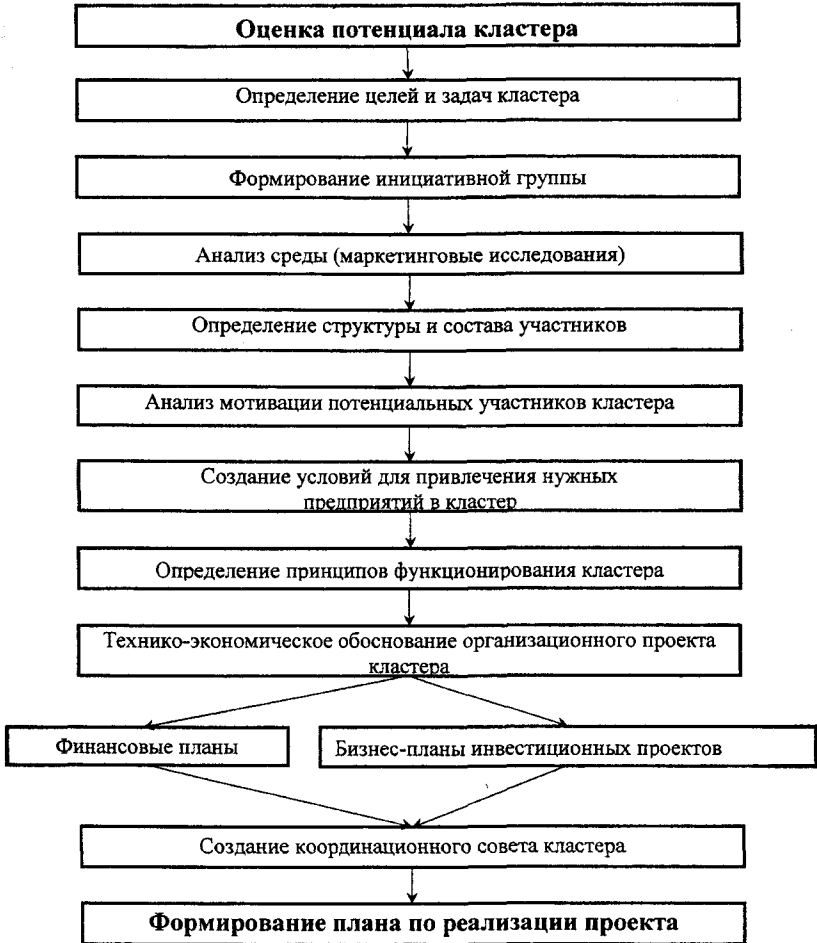 Оценка потенциала кластера
Определение целей и задач кластера
Формирование инициативной группы
Анализ среды (маркетинговые исследования)
Определение структуры и состава участников
Анализ мотивации потенциальных участников кластера
Создание условий для привлечения нужных
предприятий в кластер
Определение принципов функционирования кластера
Технико-экономическое обоснование организационного проекта
кластера
Финансовые планы
Бизнес-планы инвестиционных проектов
Создание координационного совета кластера
Формирование плана по реализации проекта